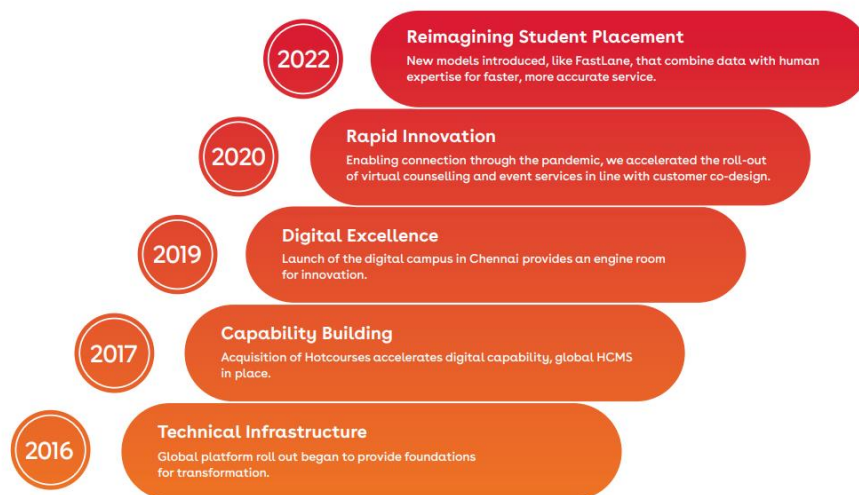 2022
Reimagining Student Placement
New models introduced, like FastLane, that combine data with human
expertise for faster, more accurate service.
2020
Rapid Innovation
Enabling connection through the pandemic, we accelerated the roll-out
of virtual counselling and event services in line with customer co-design.
2019
Digital Excellence
Launch of the digital campus in Chennai provides an engine room
for innovation.
2017
Capability Building
Acquisition of Hotcourses accelerates digital capability, global HCMS
in place.
2016
Technical Infrastructure
Global platform roll out began to provide foundations
for transformation.